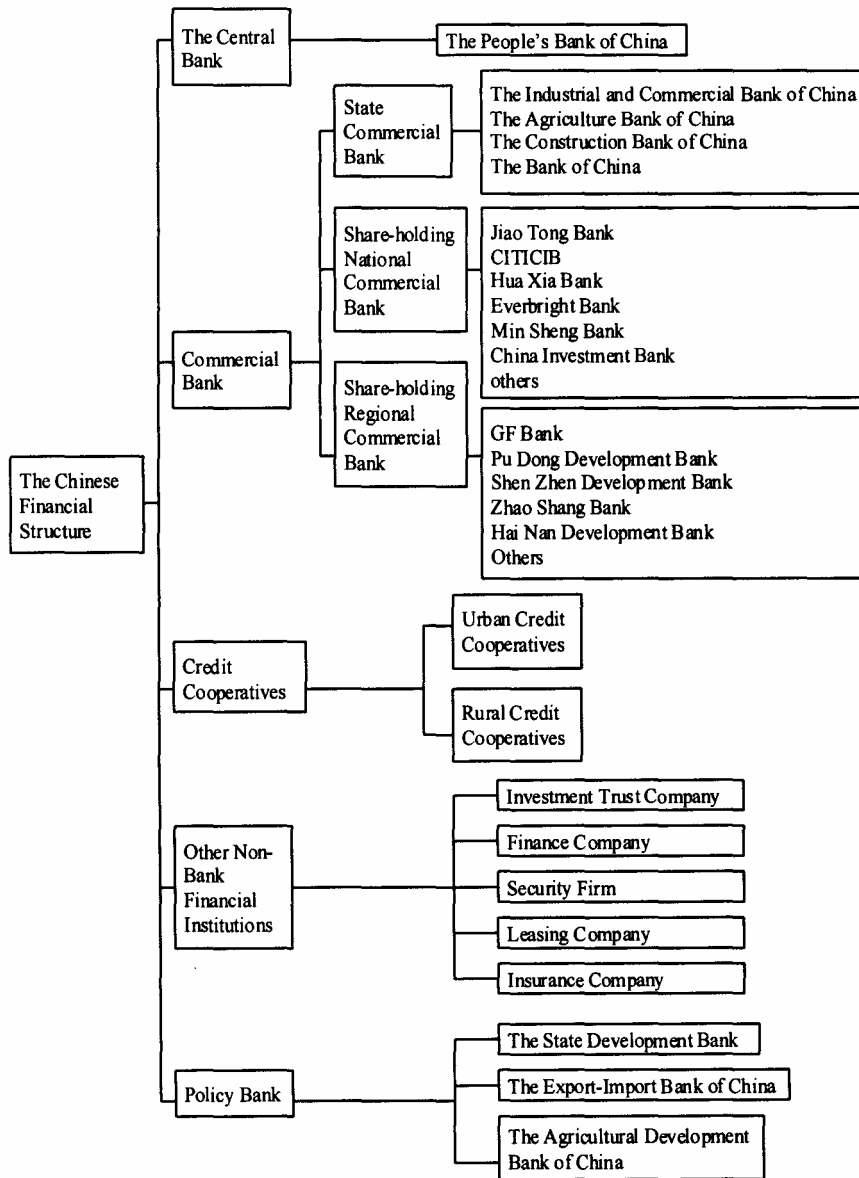 The Central
Bank
The People's Bank of China
State
Commercial
Bank
The Industrial and Commercial Bank of China
The Agriculture Bank of China
The Construction Bank of China
The Bank of China
Share-holding
National
Commercial
Bank
Jiao Tong Bank
CITICIB
Hua Xia Bank
Everbright Bank
Min Sheng Bank
China Investment Bank
others
Commercial
Bank
Share-holding
Regional
Commercial
Bank
GF Bank
Pu Dong Development Bank
Shen Zhen Development Bank
Zhao Shang Bank
Hai Nan Development Bank
Others
The Chinese
Financial
Structure
Credit
Cooperatives
Urban Credit
Cooperatives
Rural Credit
Cooperatives
Other Non-
Bank
Financial
Institutions
Investment Trust Company
Finance Company
Security Firm
Leasing Company
Insurance Company
Policy Bank
The State Development Bank
The Export-Import Bank of China
The Agricultural Development
Bank of China